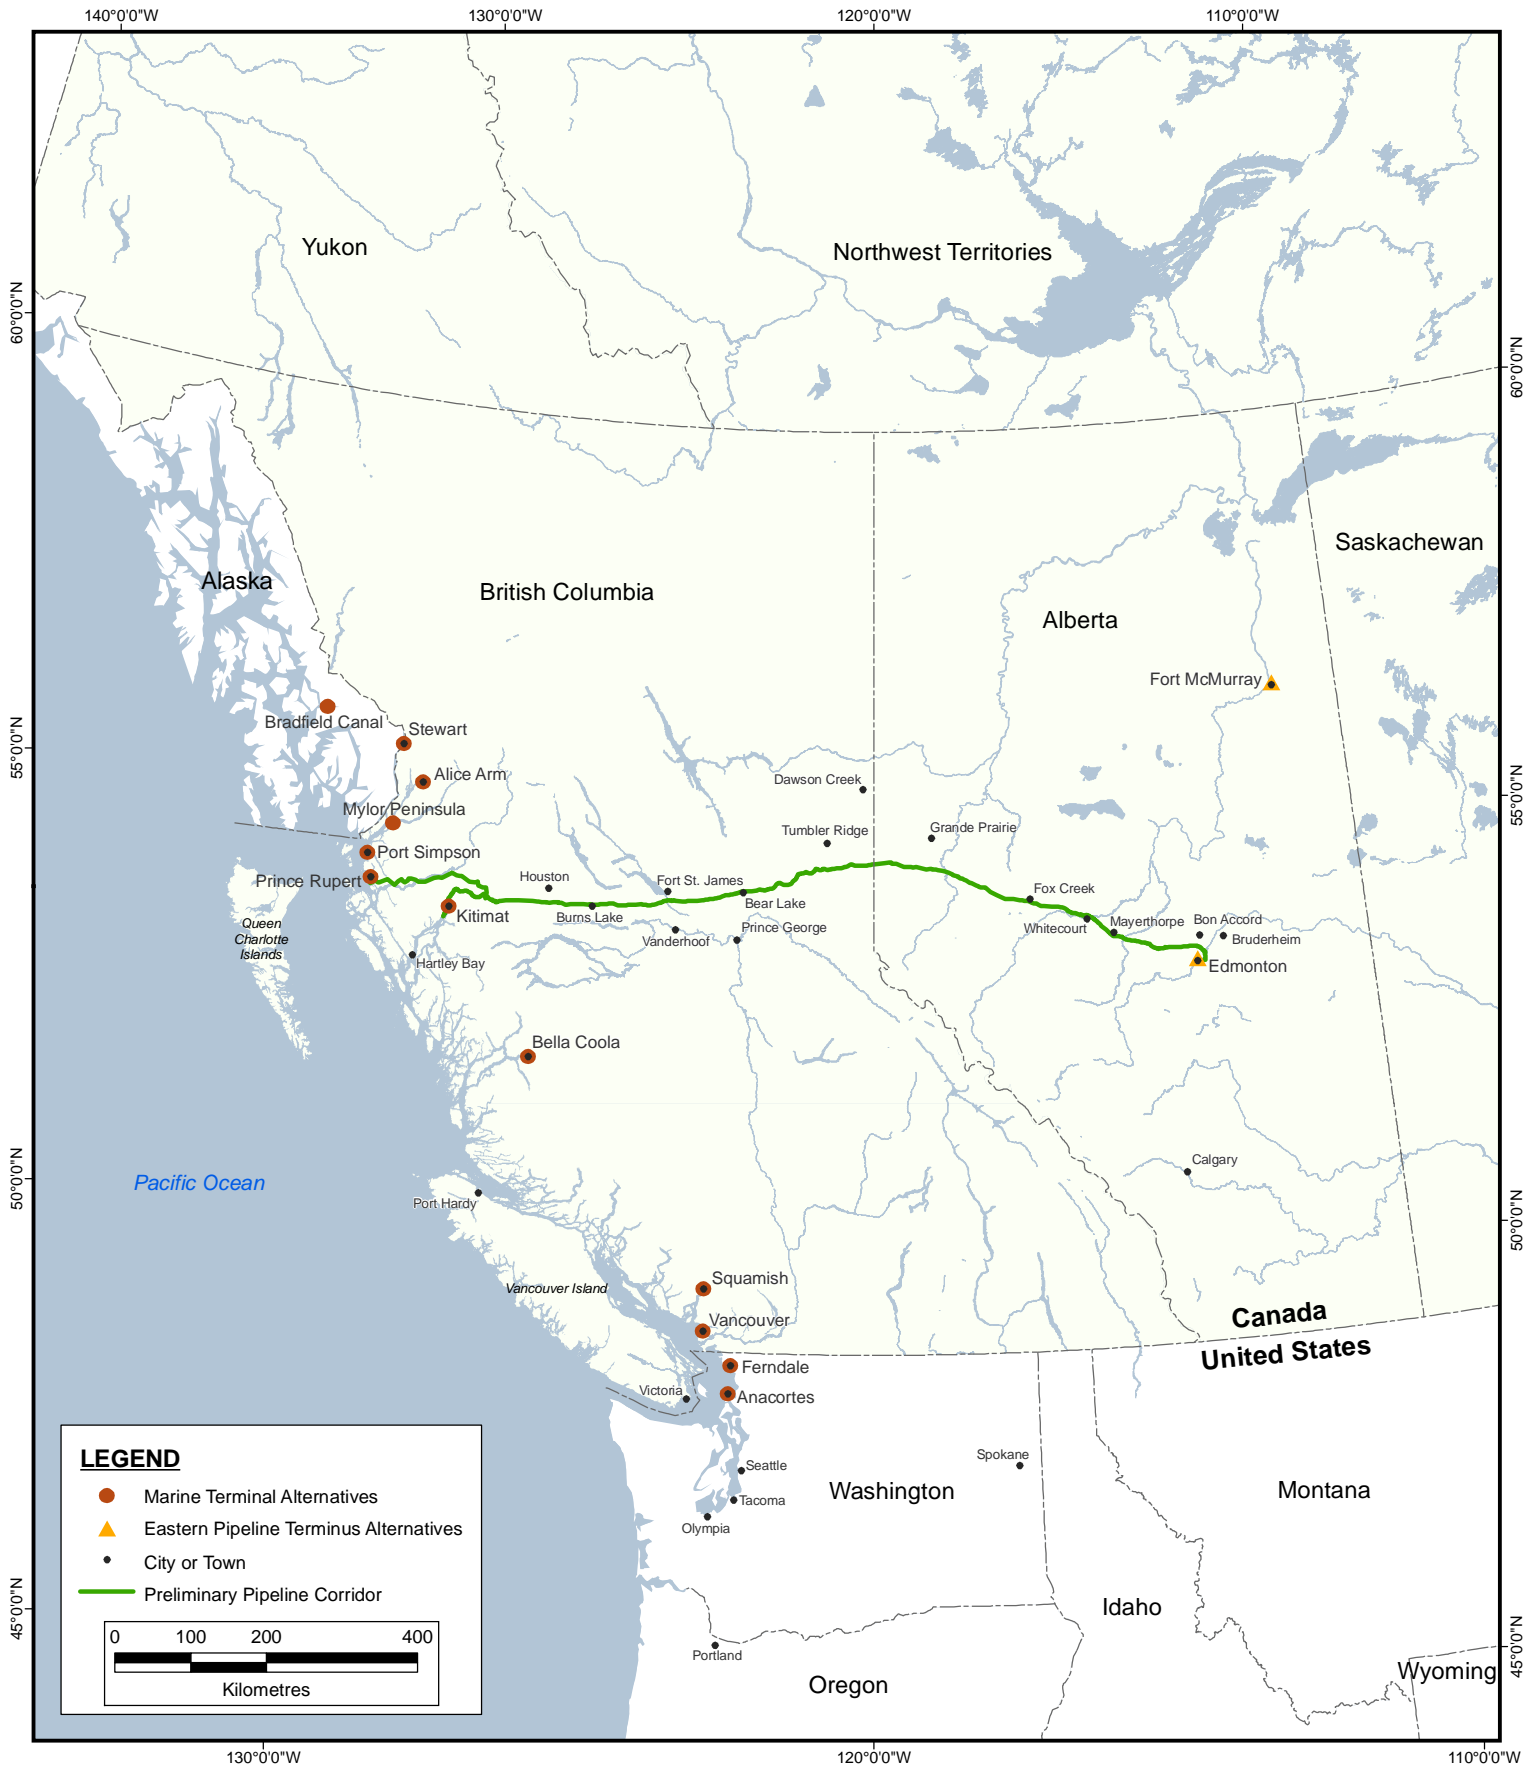 140°0'0"W
130°0'0"W
120°0'0"W
110°0'0"W
Yukon
Northwest Territories
60°0'0"N
60°0'0"N
Saskachewan
Alaska
British Columbia
Alberta
Fort McMurray
Bradfield Canal
Stewart
55°0'0"N
55°0'0"N
Alice Arm
Dawson Creek
Mylor Peninsula
Tumbler Ridge
Grande Prairie
Port Simpson
Prince Rupert
Houston
Fort St. James
Fox Creek
Kitimat
Burns Lake
Bear Lake
Queen
Charlotte
Islands
Whitecourt
Mayerthorpe
Bon Accord
Prince George
Vanderhoof
Bruderheim
Hartley Bay
Edmonton
Bella Coola
Calgary
Pacific Ocean
50°0'0"N
50°0'0"N
Port Hardy
Squamish
Vancouver Island
Vancouver
Canada
United States
Ferndale
Victoria
Anacortes
Seattle
Spokane
Tacoma
Washington
Montana
Olympia
LEGEND
Marine Terminal Alternatives
Eastern Pipeline Terminus Alternatives
City or Town
Preliminary Pipeline Corridor
0 100 200 400
Kilometres
45°0'0"N
45°0'0"N
Idaho
Portland
Oregon
Wyoming
130°0'0"W
120°0'0"W
110°0'0"W